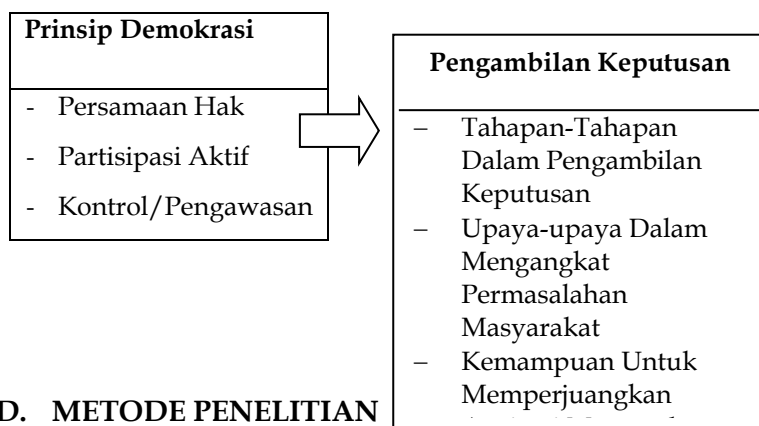 Prinsip Demokrasi
- Persamaan Hak
- Partisipasi Aktif
- Kontrol/Pengawasan
Pengambilan Keputusan
– Tahapan-Tahapan
Dalam Pengambilan
Keputusan
– Upaya-upaya Dalam
Mengangkat
Permasalahan
Masyarakat
– Kemampuan Untuk
Memperjuangkan
D. METODE PENELITIAN